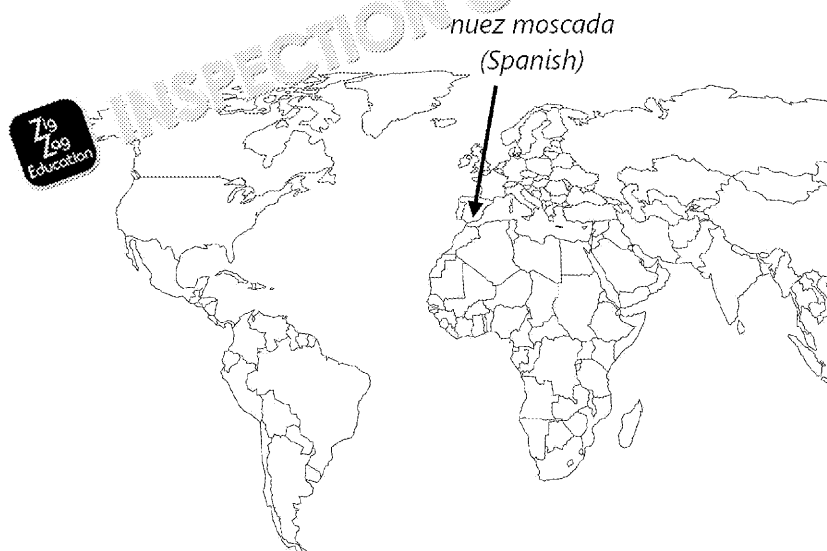 INSPECTION
nuez moscada
(Spanish)
Zig
Zag
Education